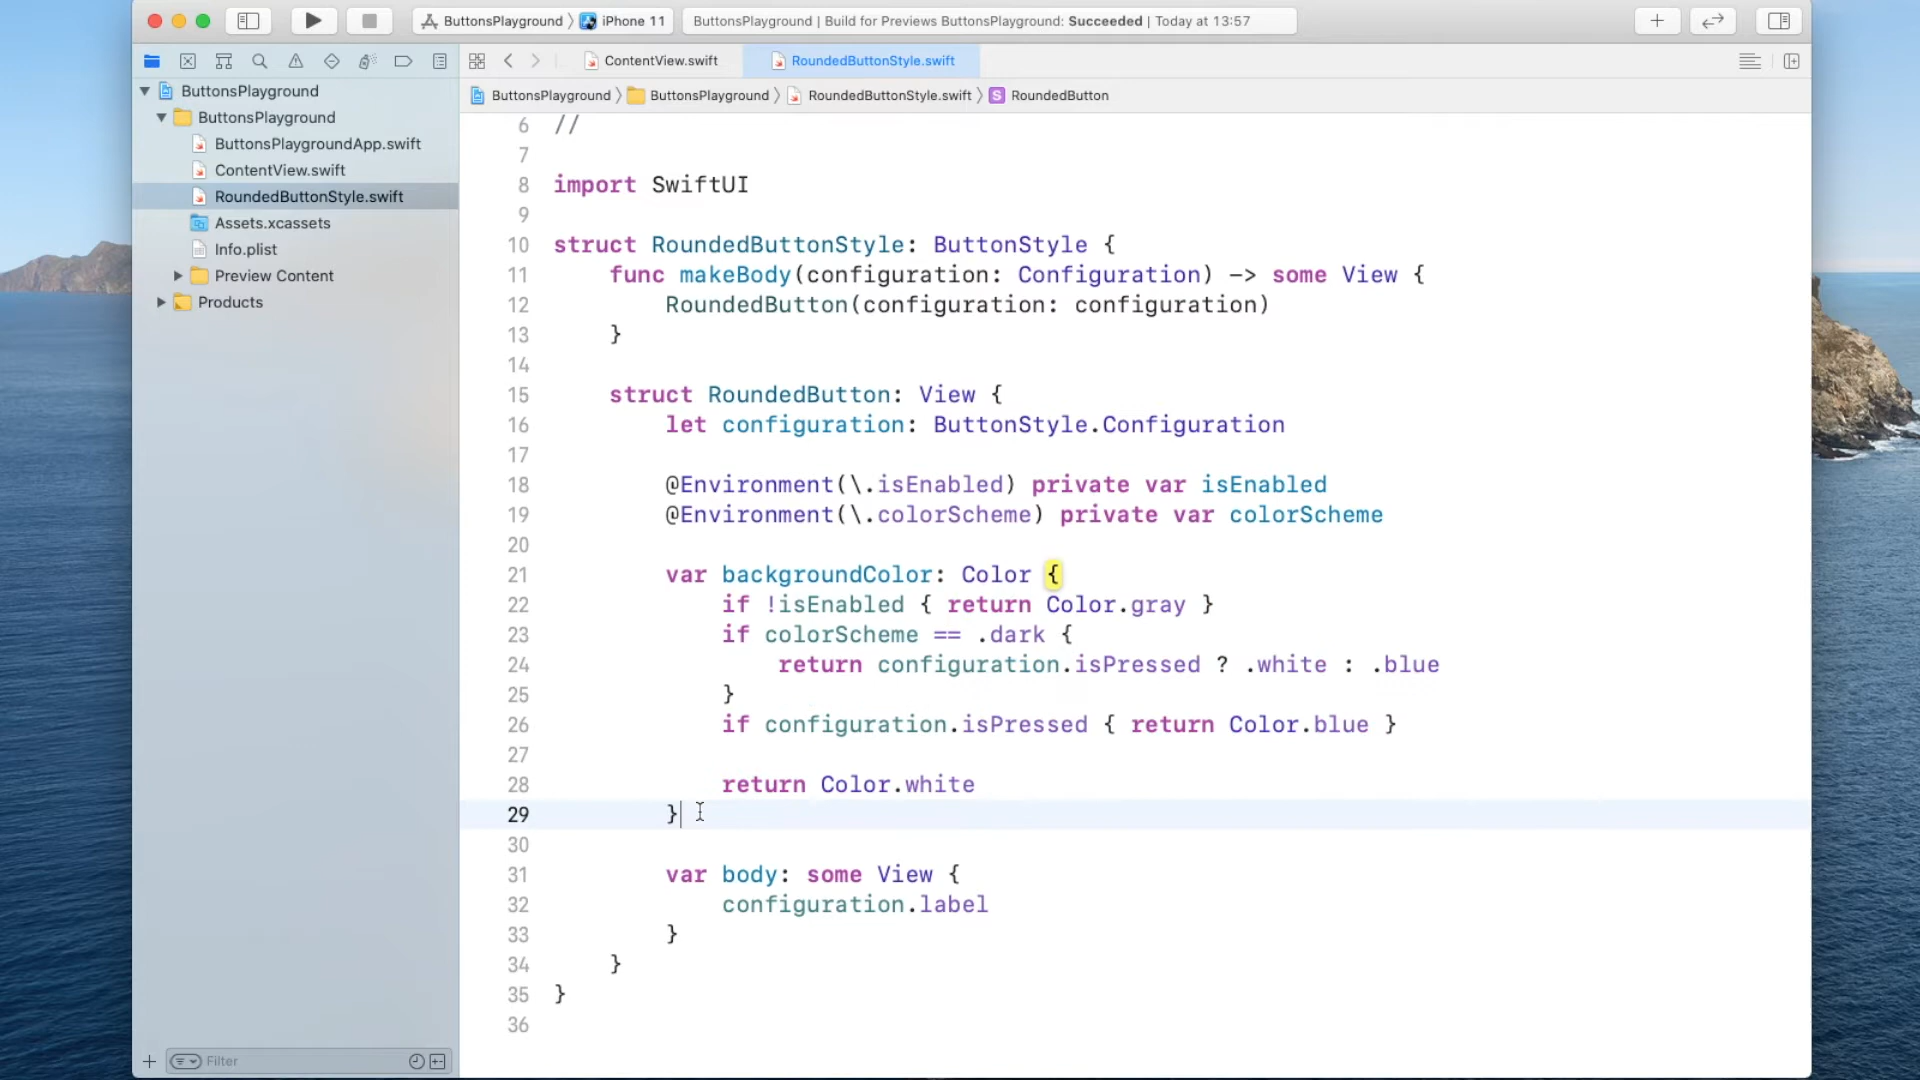 ButtonsPlayground 〉 iPhone 11
ButtonsPlayground | Build for Previews ButtonsPlayground: Succeeded | Today at 13:57
ContentView.swift
RoundedButtonStyle.swift
ButtonsPlayground 〉 ButtonsPlayground 〉 RoundedButtonStyle.swift 〉 S RoundedButton
ButtonsPlayground
ButtonsPlayground
ButtonsPlaygroundApp.swift
ContentView.swift
RoundedButtonStyle.swift
Assets.xcassets
Info.plist
Preview Content
Products
Filter
6 //
7
8 import SwiftUI
9
10 struct RoundedButtonStyle: ButtonStyle {
11 func makeBody(configuration: Configuration) -> some View {
12 RoundedButton(configuration: configuration)
13 }
14
15 struct RoundedButton: View {
16 let configuration: ButtonStyle.Configuration
17
18 @Environment(\.isEnabled) private var isEnabled
19 @Environment(\.colorScheme) private var colorScheme
20
21 var backgroundColor: Color {
22 if !isEnabled { return Color.gray }
23 if colorScheme == .dark {
24 return configuration.isPressed ? .white : .blue
25 }
26 if configuration.isPressed { return Color.blue }
27
28 return Color.white
29 }
30
31 var body: some View {
32 configuration.label
33 }
34 }
35 }
36